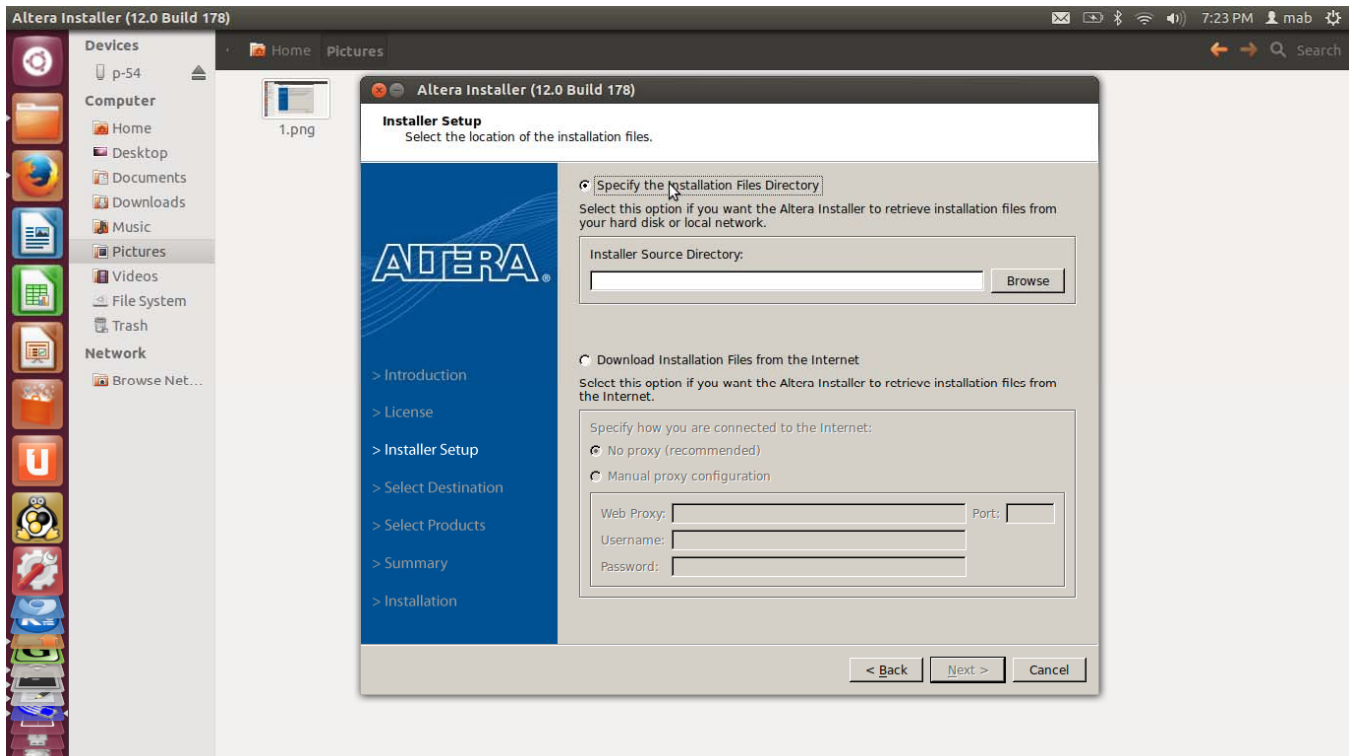 Altera Installer (12.0 Build 178)
7:23 PM
mab
Devices
p-54
Computer
Home
Desktop
Documents
Downloads
Music
Pictures
Videos
File System
Trash
Network
Browse Net...
Home
Pictures
Search
1.png
Altera Installer (12.0 Build 178)
Installer Setup
Select the location of the installation files.
ALTERA®
> Introduction
> License
> Installer Setup
> Select Destination
> Select Products
> Summary
> Installation
Specify the Installation Files Directory
Select this option if you want the Altera Installer to retrieve installation files from
your hard disk or local network.
Installer Source Directory:
Browse
Download Installation Files from the Internet
Select this option if you want the Altera Installer to retrieve installation files from
the Internet.
Specify how you are connected to the Internet:
No proxy (recommended)
Manual proxy configuration
Web Proxy:
Port:
Username:
Password:
< Back
Next >
Cancel